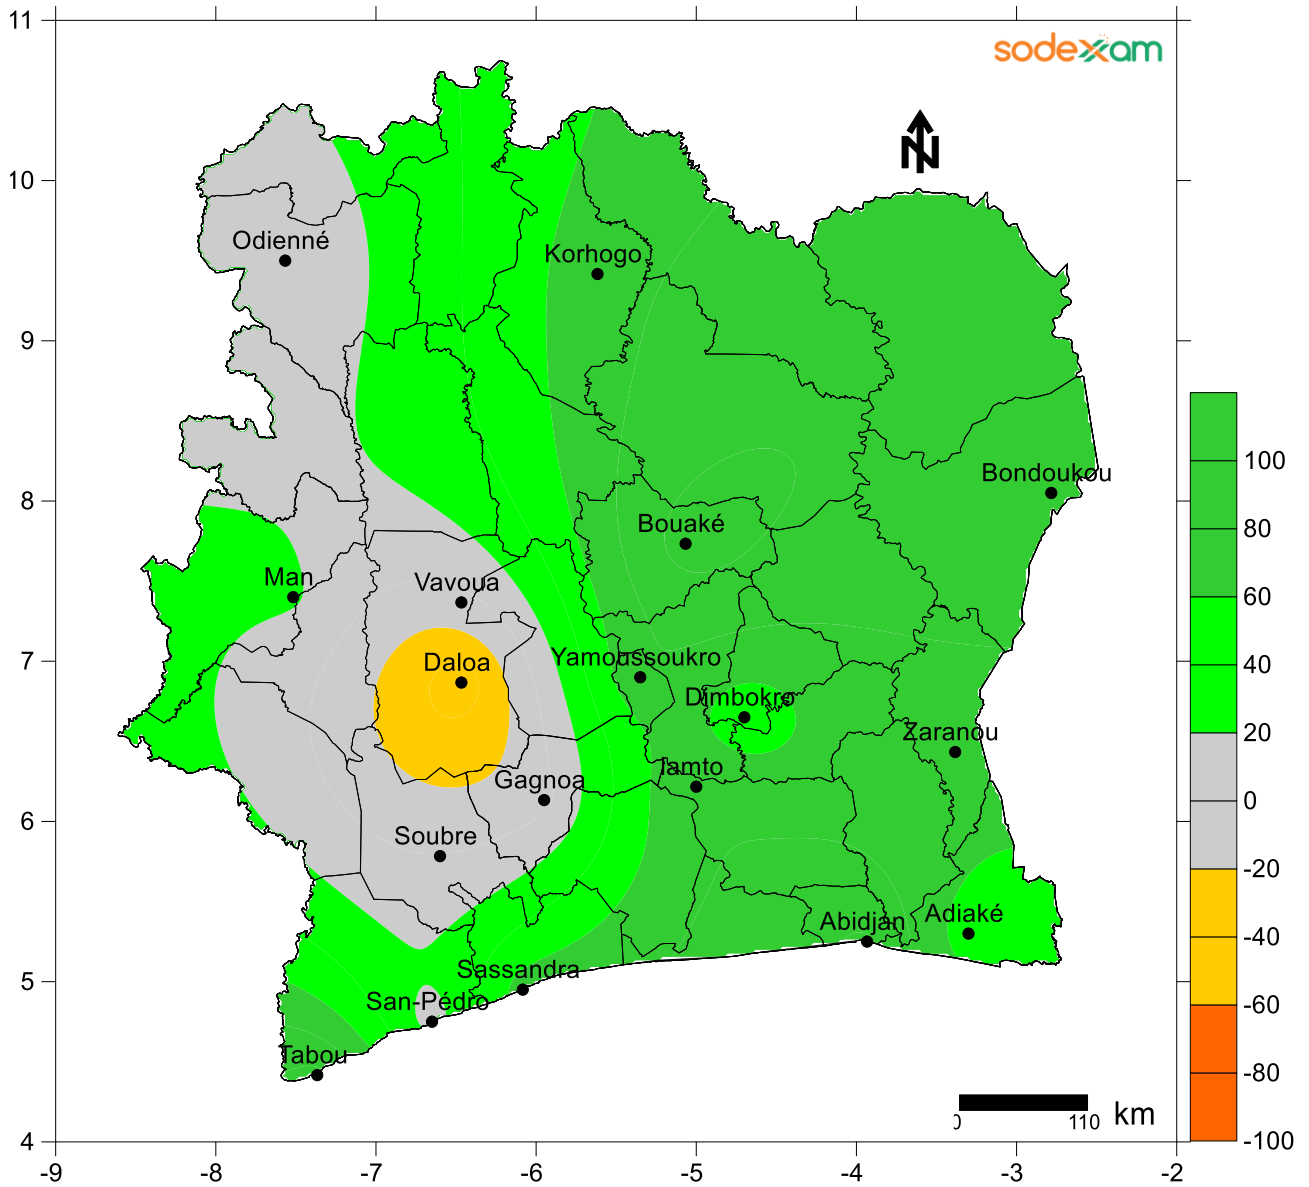 11
sodexam
N
10
Odienné
Korhogo
9
100
Bondoukou
8
Bouaké
80
Man
Vavoua
60
7
Yamoussoukro
Daloa
40
Dimbokro
Zaranou
20
Tamto
Gagnoa
0
6
Soubre
-20
Adiaké
Abidjan
-40
5
Sassandra
San-Pédro
-60
Tabou
-80
0 110 km
4
-100
-9 -8 -7 -6 -5 -4 -3 -2